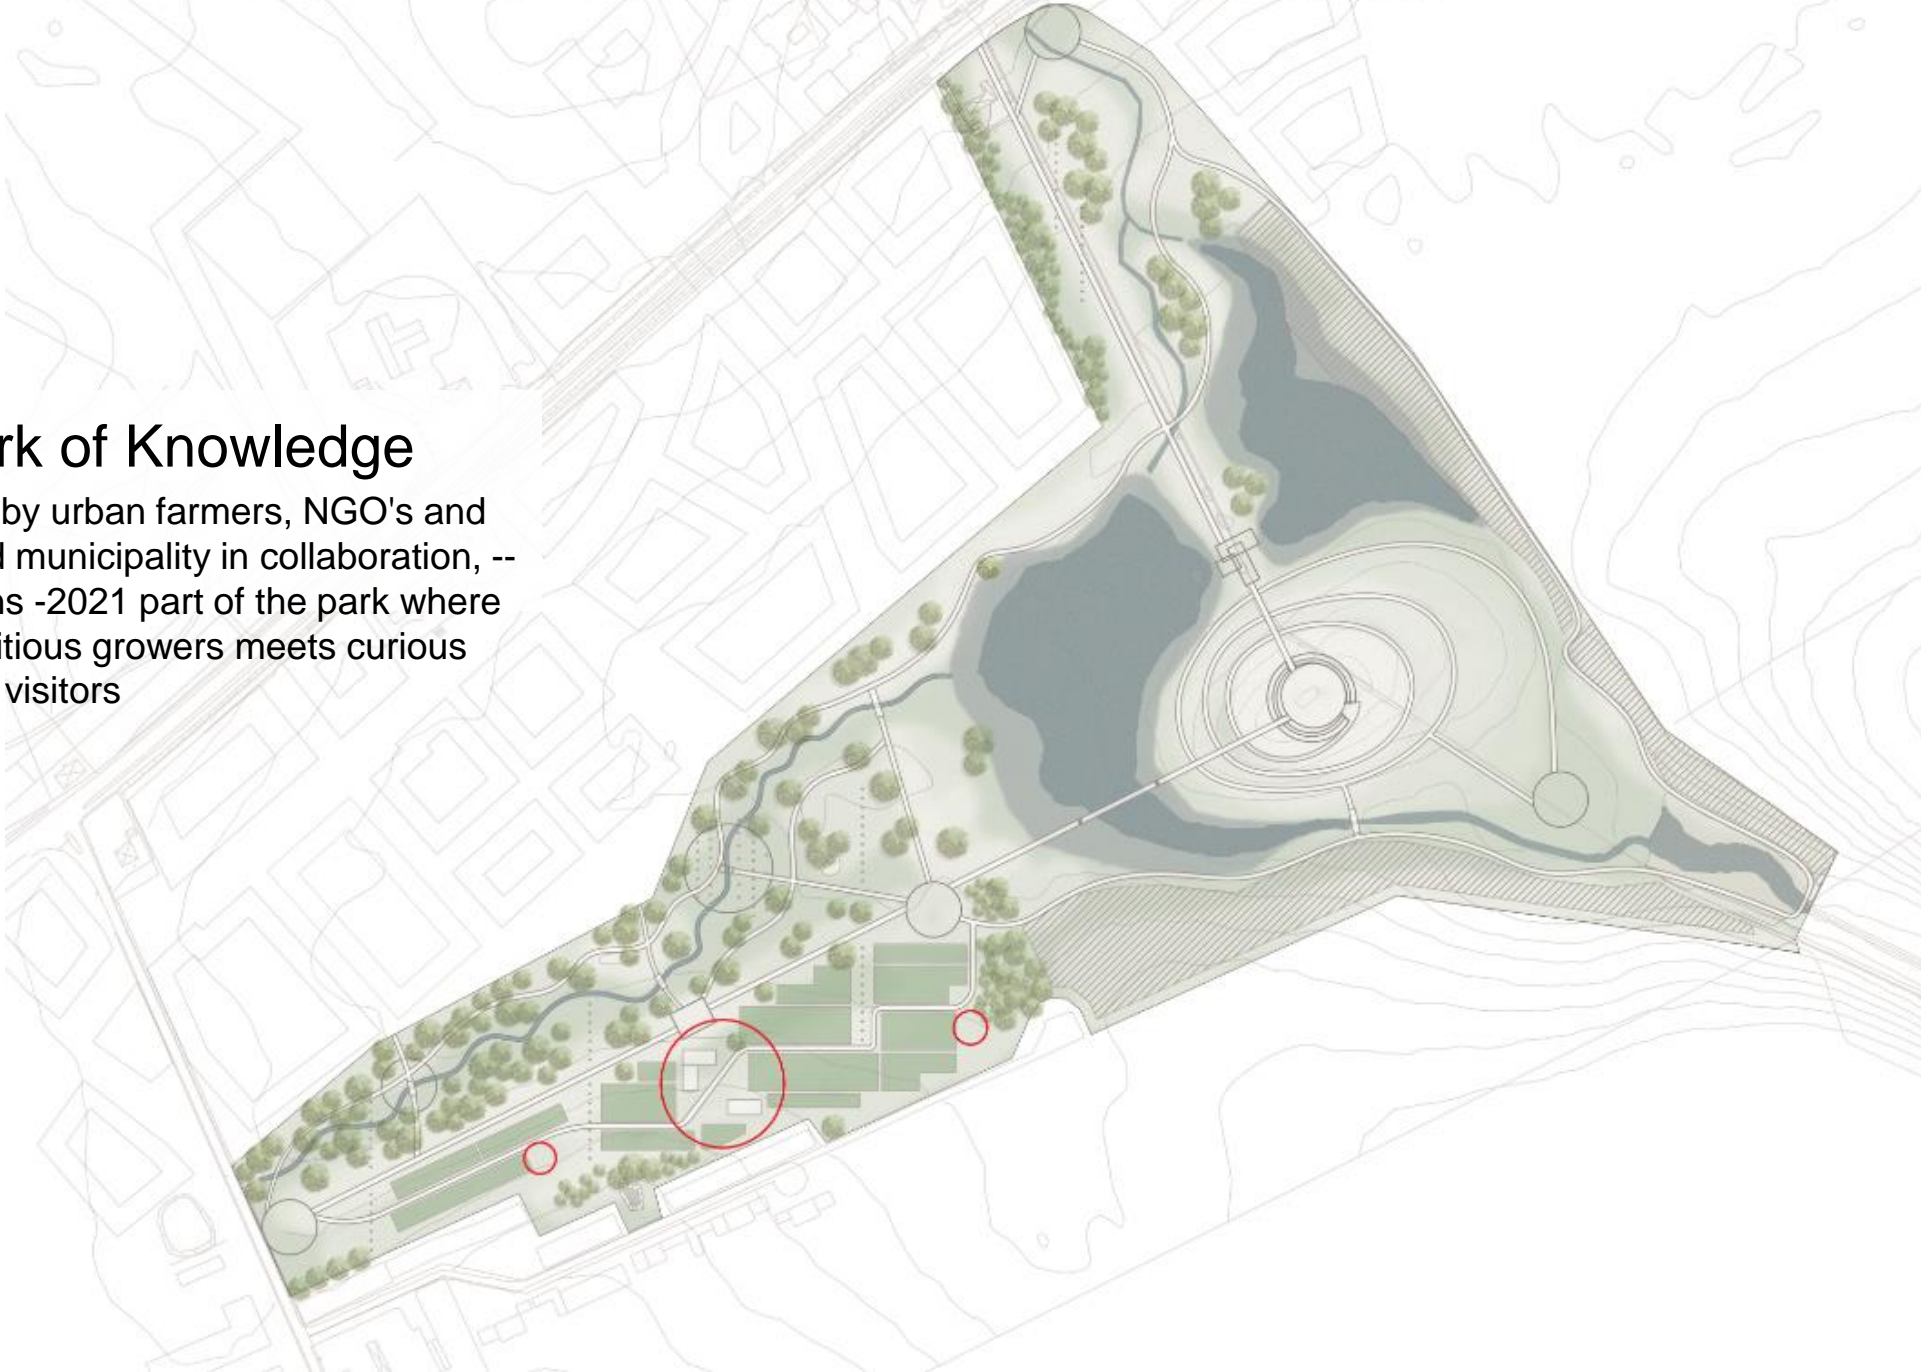 rk of Knowledge
by urban farmers, NGO's and
municipality in collaboration, --
-2021 part of the park where
itious growers meets curious
visitors